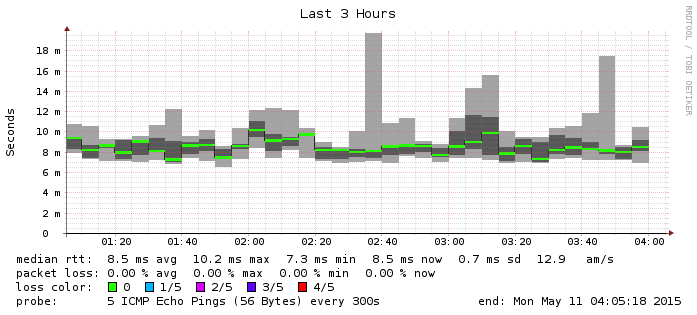 Last 3 Hours
RRDTOOL / TOBI OETIKER
Seconds
18 m
16 m
14 m
12 m
10 m
8 m
6 m
4 m
2 m
0
01:20 01:40 02:00 02:20 02:40 03:00 03:20 03:40 04:00
median rtt: 8.5 ms avg 10.2 ms max 7.3 ms min 8.5 ms now 0.7 ms sd 12.9 am/s
packet loss: 0.00 % avg 0.00 % max 0.00 % min 0.00 % now
loss color: 0 1/5 2/5 3/5 4/5
probe: 5 ICMP Echo Pings (56 Bytes) every 300s end: Mon May 11 04:05:18 2015